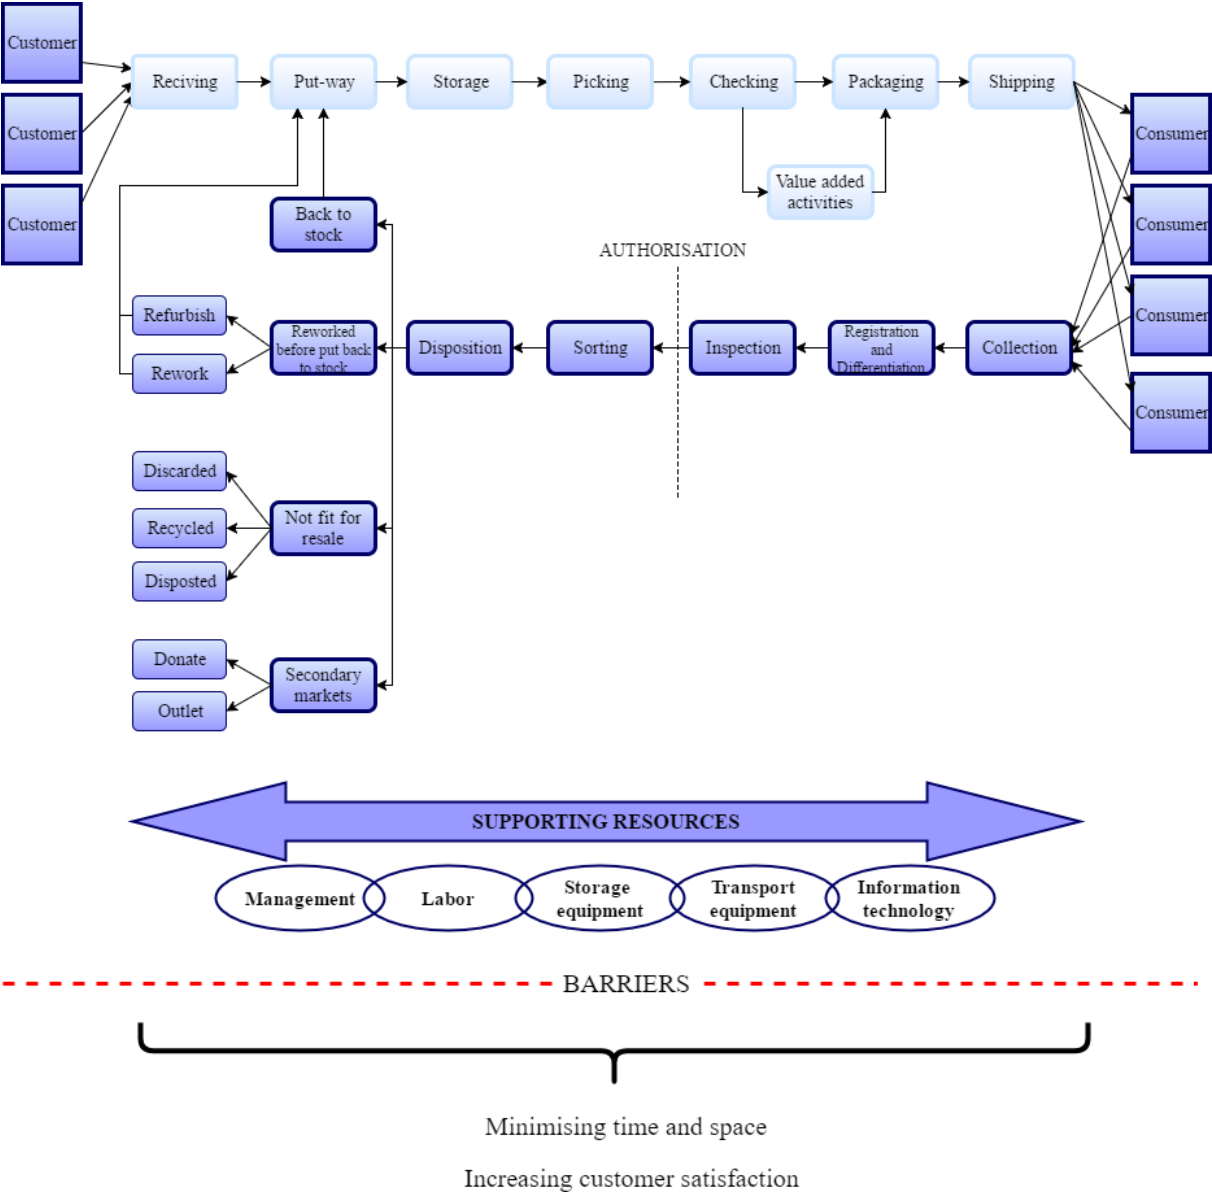 Customer
Customer
Customer
Reciving
Put-way
Storage
Picking
Checking
Packaging
Shipping
Value added
activities
Consumer
Consumer
Consumer
Consumer
Back to
stock
AUTHORISATION
Refurbish
Rework
Reworked
before put back
to stock
Disposition
Sorting
Inspection
Registration
and
Differentiation
Collection
Discarded
Recycled
Disposted
Not fit for
resale
Donate
Outlet
Secondary
markets
SUPPORTING RESOURCES
Management
Labor
Storage
equipment
Transport
equipment
Information
technology
BARRIERS
Minimising time and space
Increasing customer satisfaction